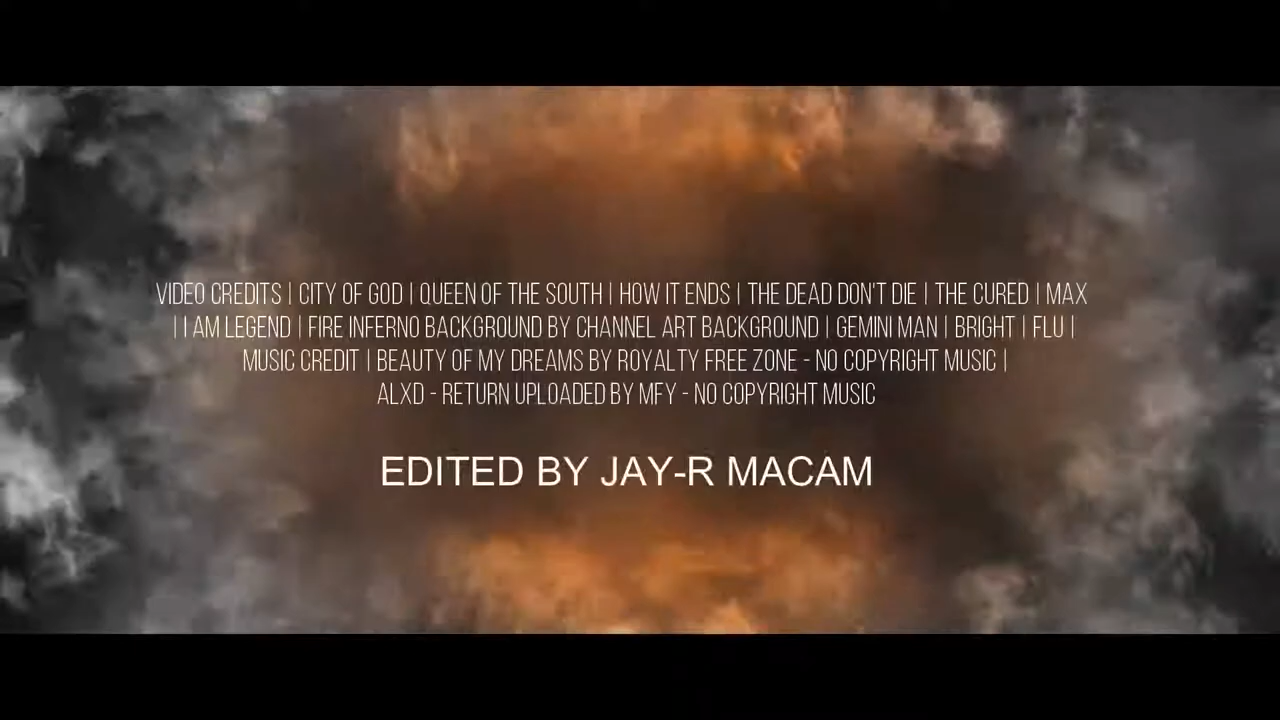 VIDEO CREDITS | CITY OF GOD | QUEEN OF THE SOUTH | HOW IT ENDS | THE DEAD DON'T DIE | THE CURED | MAX
| I AM LEGEND | FIRE INFERNO BACKGROUND BY CHANNEL ART BACKGROUND | GEMINI MAN | BRIGHT | FLU |
MUSIC CREDIT | BEAUTY OF MY DREAMS BY ROYALTY FREE ZONE - NO COPYRIGHT MUSIC |
ALXD - RETURN UPLOADED BY MFY - NO COPYRIGHT MUSIC
EDITED BY JAY-R MACAM